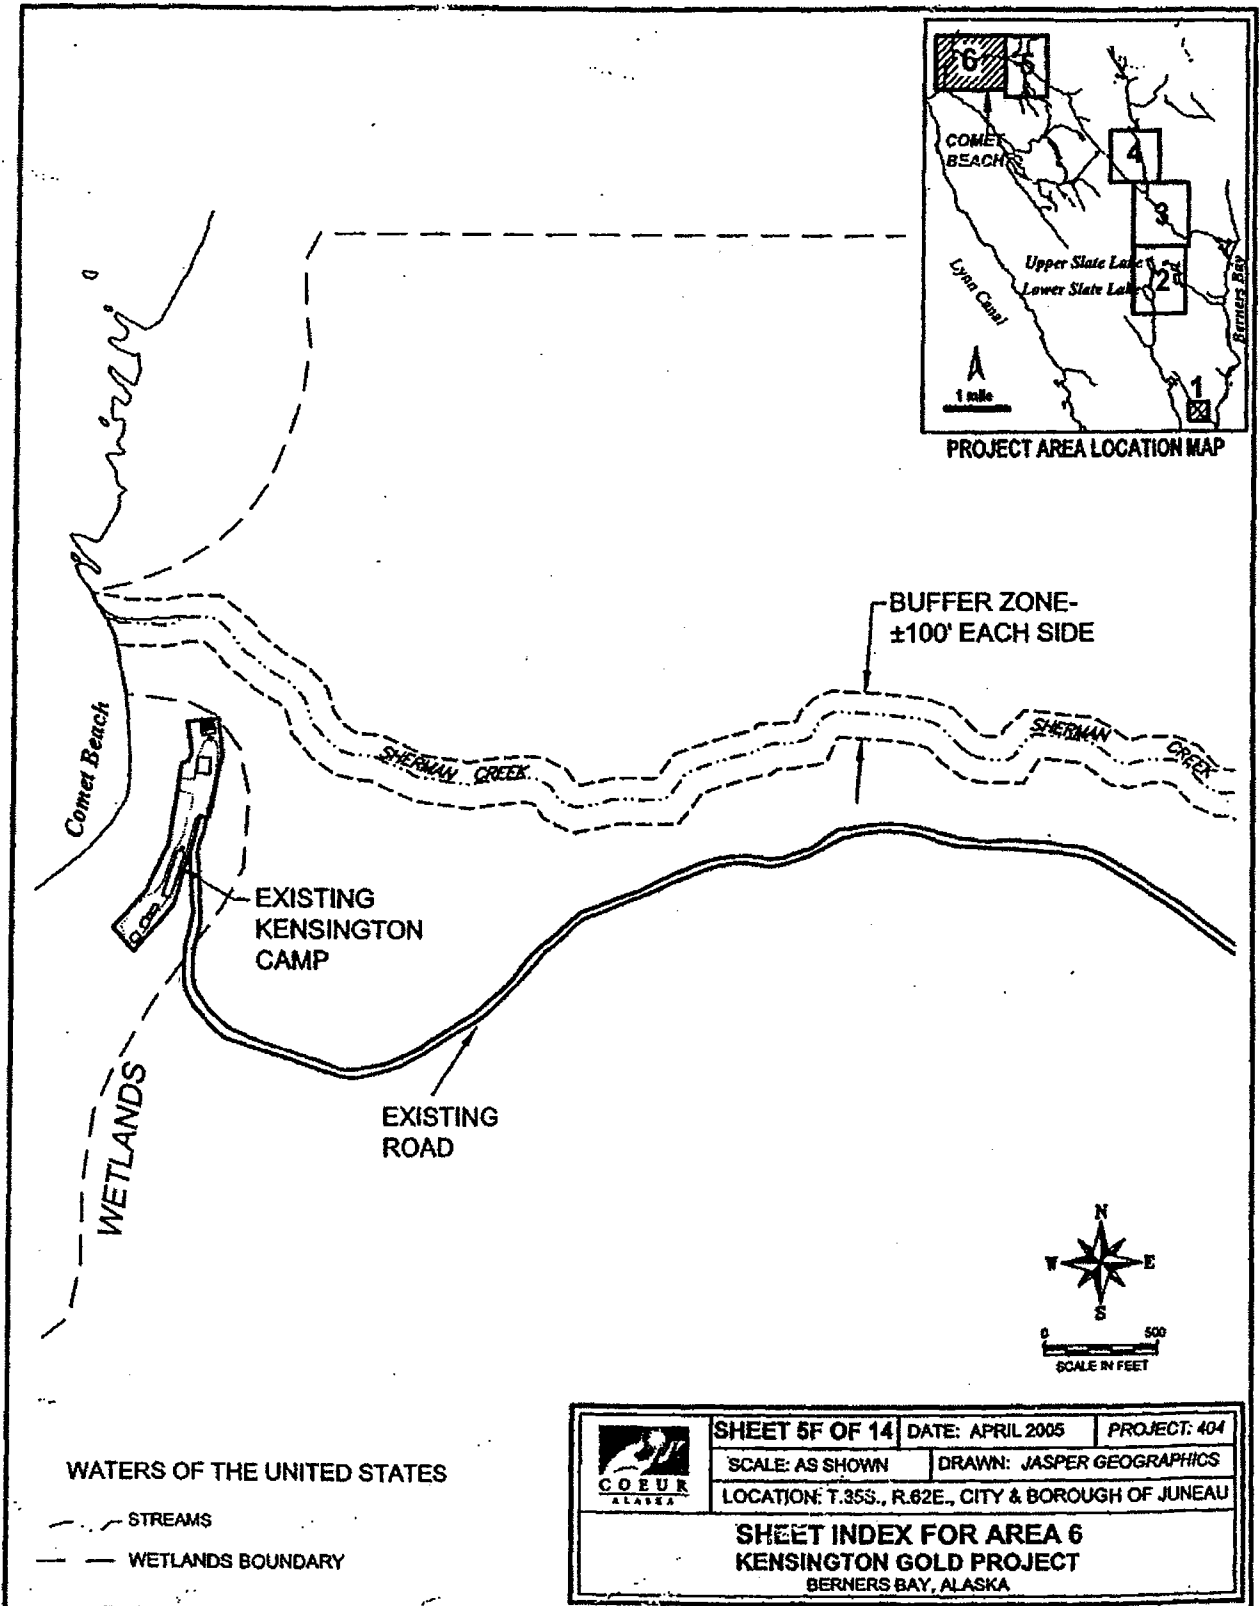 6
5
COMET
BEACH
4
3
Upper Slate Lake
Lower Slate Lake
2
Lynn Canal
Berners Bay
1 mile
1
PROJECT AREA LOCATION MAP
BUFFER ZONE-
±100' EACH SIDE
SHERMAN CREEK
SHERMAN CREEK
Comet Beach
EXISTING
KENSINGTON
CAMP
EXISTING
ROAD
WETLANDS
N
W E
S
0 500
SCALE IN FEET
WATERS OF THE UNITED STATES
STREAMS
WETLANDS BOUNDARY
COEUR
ALASKA
SHEET 5F OF 14 DATE: APRIL 2005 PROJECT: 404
SCALE: AS SHOWN DRAWN: JASPER GEOGRAPHICS
LOCATION: T.35S., R.62E., CITY & BOROUGH OF JUNEAU
SHEET INDEX FOR AREA 6
KENSINGTON GOLD PROJECT
BERNERS BAY, ALASKA